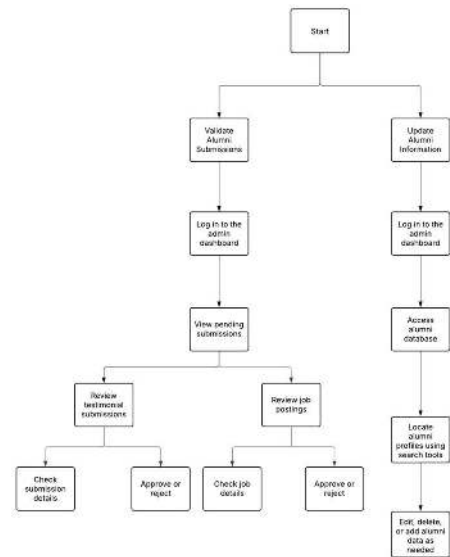 Start
Validate
Alumni
Submissions
Update
Alumni
Information
Log in to the
admin
dashboard
Log in to the
admin
dashboard
View pending
submissions
Access
alumni
database
Review
testimonial
submissions
Review job
postings
Locate
alumni
profiles using
search tools
Check
submission
details
Approve or
reject
Check job
details
Approve or
reject
Edit, delete,
or add alumni
data as
needed